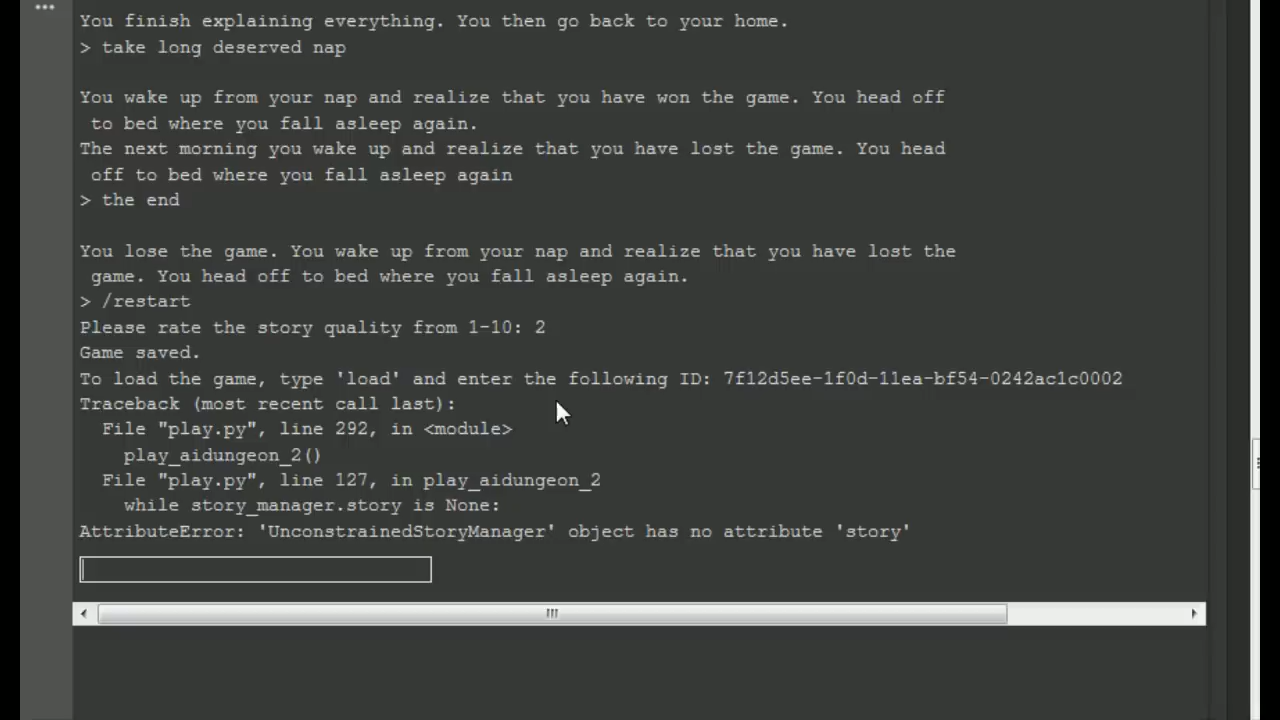 You finish explaining everything. You then go back to your home.
> take long deserved nap
You wake up from your nap and realize that you have won the game. You head off
to bed where you fall asleep again.
The next morning you wake up and realize that you have lost the game. You head
off to bed where you fall asleep again
> the end
You lose the game. You wake up from your nap and realize that you have lost the
game. You head off to bed where you fall asleep again.
> /restart
Please rate the story quality from 1-10: 2
Game saved.
To load the game, type 'load' and enter the following ID: 7f12d5ee-1f0d-11ea-bf54-0242ac1c0002
Traceback (most recent call last):
File "play.py", line 292, in <module>
play_aidungeon_2()
File "play.py", line 127, in play_aidungeon_2
while story_manager.story is None:
AttributeError: 'UnconstrainedStoryManager' object has no attribute 'story'